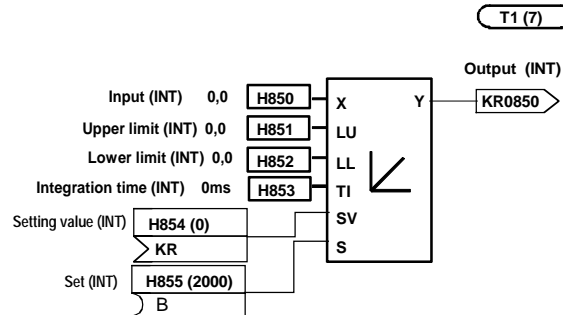 T1 (7)
Output (INT)
Input (INT) 0,0 H850 X Y KR0850
Upper limit (INT) 0,0 H851 LU
Lower limit (INT) 0,0 H852 LL
Integration time (INT) 0ms H853 TI
Setting value (INT) H854 (0) SV
KR S
Set (INT) H855 (2000)
B